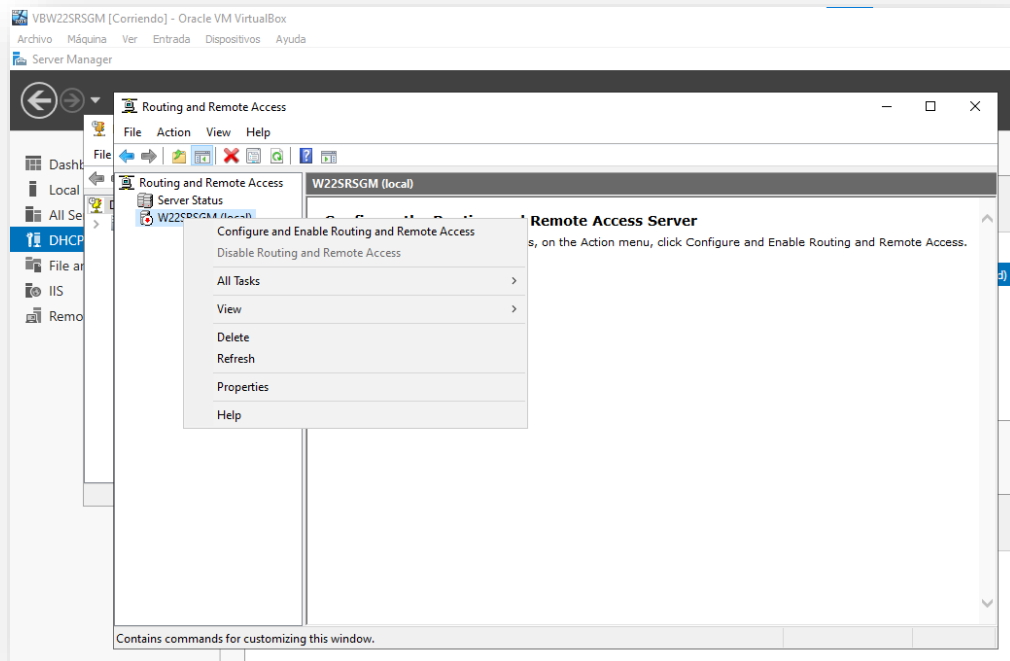 VBW22SRSGM [Corriendo] - Oracle VM VirtualBox
Archivo Máquina Ver Entrada Dispositivos Ayuda
Server Manager
Routing and Remote Access
File Action View Help
File
Dashb
Local
All Se
DHCP
File ar
IIS
Remo
Routing and Remote Access
Server Status
W22SRSGM (local)
W22SRSGM (local)
Remote Access Server
s, on the Action menu, click Configure and Enable Routing and Remote Access.
d)
Configure and Enable Routing and Remote Access
Disable Routing and Remote Access
All Tasks
View
Delete
Refresh
Properties
Help
Contains commands for customizing this window.